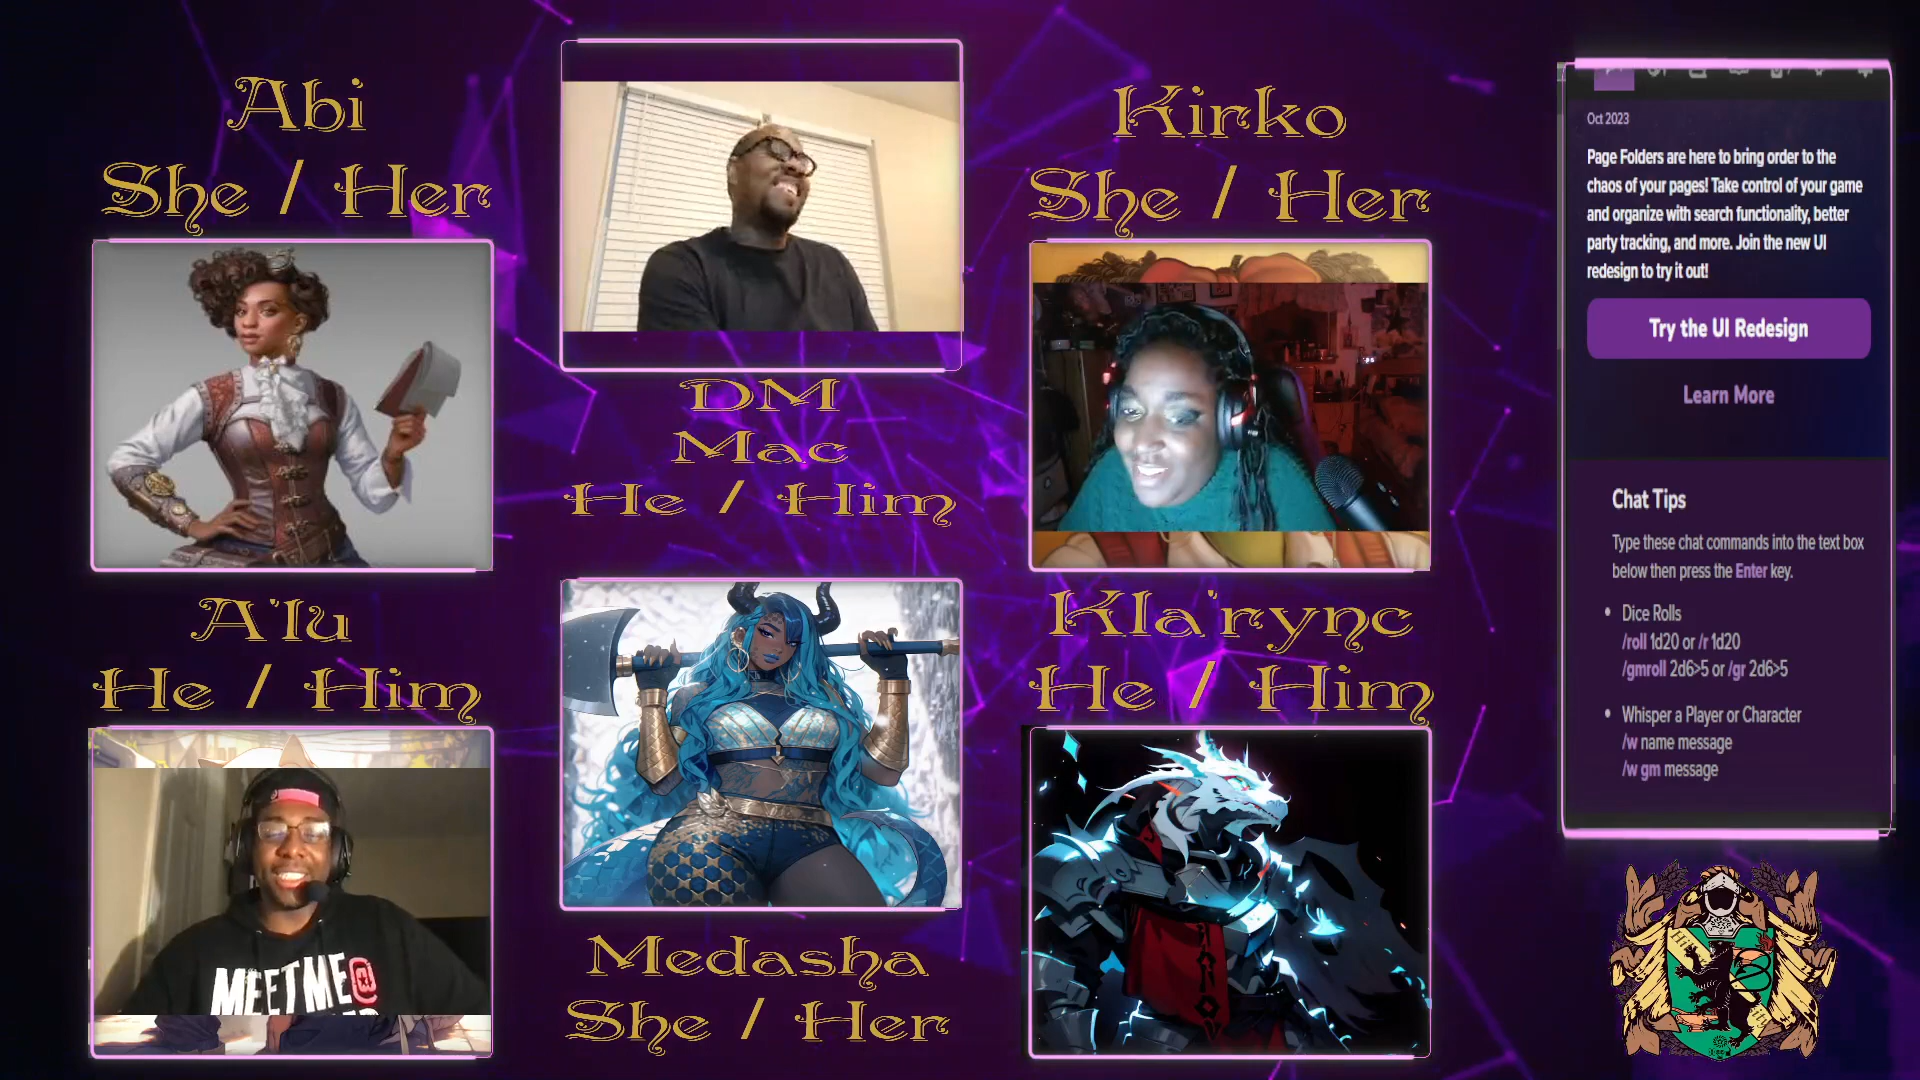 Abi
She / Her
DM
Mac
He / Him
Kirko
She / Her
A'lu
He / Him
MEETME@
Medasha
She / Her
Kla'rync
He / Him
Oct 2023
Page Folders are here to bring order to the
chaos of your pages! Take control of your game
and organize with search functionality, better
party tracking, and more. Join the new UI
redesign to try it out!
Try the UI Redesign
Learn More
Chat Tips
Type these chat commands into the text box
below then press the Enter key.
• Dice Rolls
/roll 1d20 or /r 1d20
/gmroll 2d6>5 or /gr 2d6>5
• Whisper a Player or Character
/w name message
/w gm message